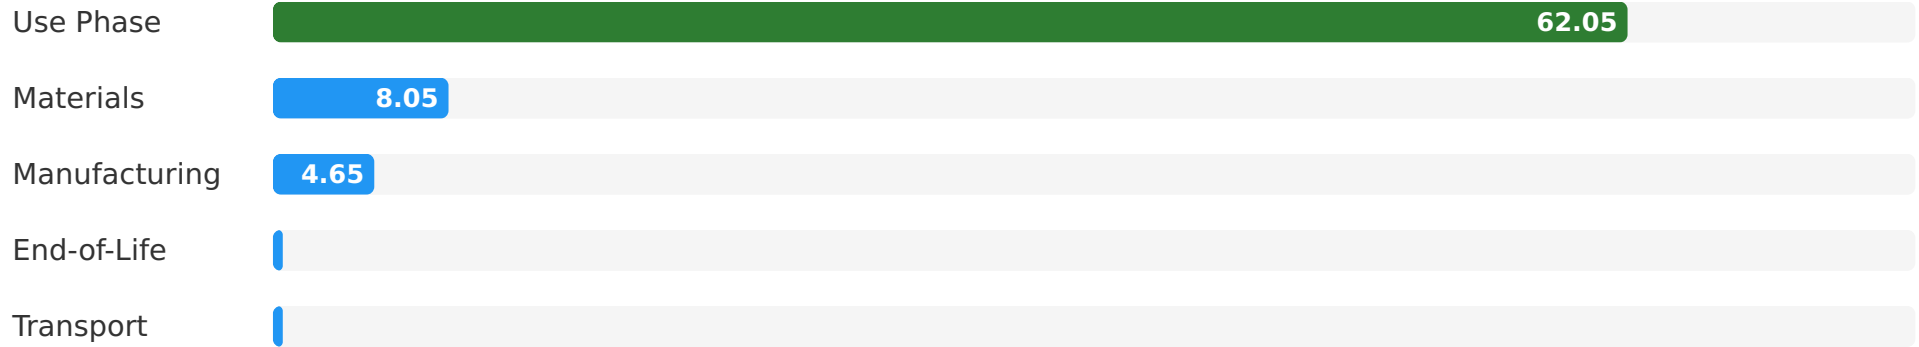 Use Phase 62.05
Materials 8.05
Manufacturing 4.65
End-of-Life
Transport